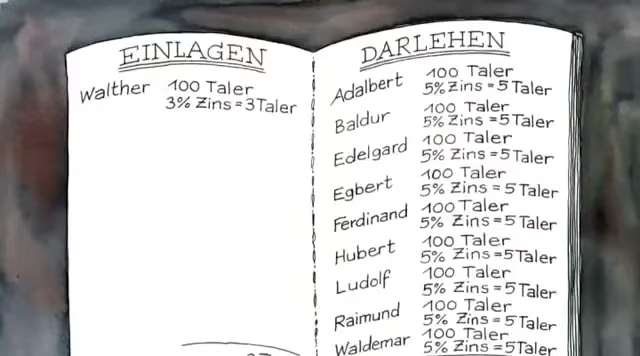 EINLAGEN
Walther 100 Taler
3% Zins = 3 Taler
DARLEHEN
Adalbert 100 Taler
5% Zins = 5 Taler
Baldur 100 Taler
5% Zins = 5 Taler
Edelgard 100 Taler
5% Zins = 5 Taler
Egbert 100 Taler
5% Zins = 5 Taler
Ferdinand 100 Taler
5% Zins = 5 Taler
Hubert 100 Taler
5% Zins = 5 Taler
Ludolf 100 Taler
5% Zins = 5 Taler
Raimund 100 Taler
5% Zins = 5 Taler
Waldemar 100 Taler
5% Zins = 5 Taler